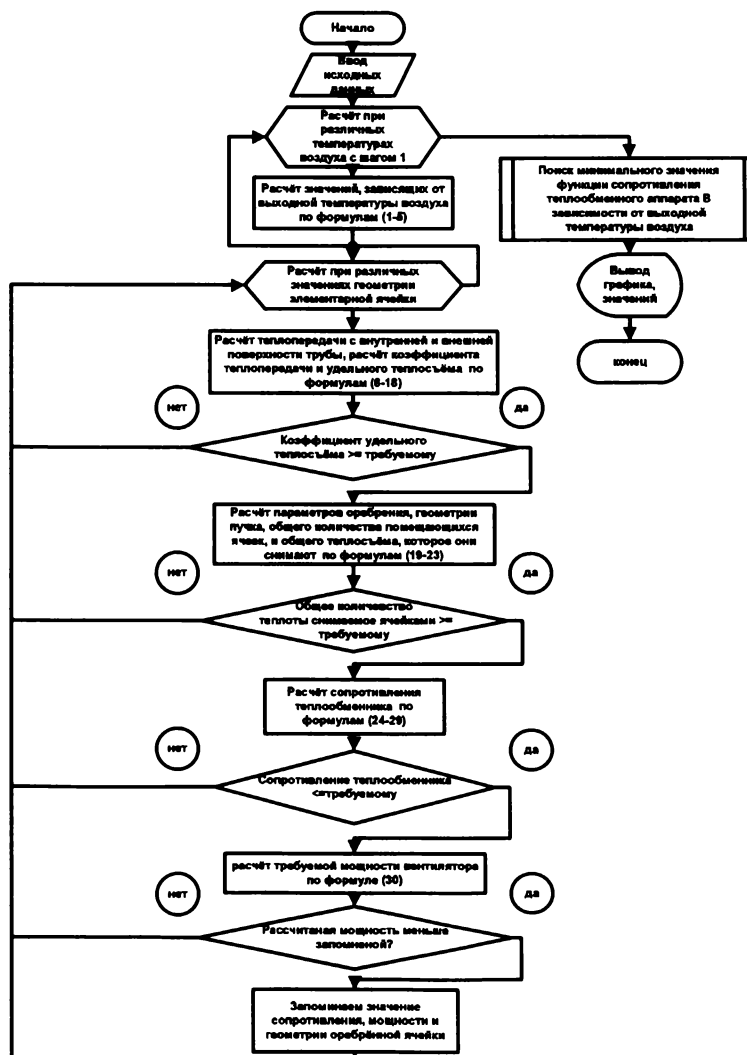 Начало
Ввод
исходных
данных
Расчёт при
различных
температурах
воздуха с шагом 1
Поиск минимального значения
функции сопротивления
теплообменного аппарата В
зависимости от выходной
температуры воздуха
Расчёт значений, зависящих от
выходной температуры воздуха
по формулам (1-5)
Расчёт при различных
значениях геометрии
элементарной ячейки
Вывод
графика,
значений
конец
Расчёт теплопередачи с внутренней и внешней
поверхности трубы, расчёт коэффициента
теплопередачи и удельного теплосъёма по
формулам (6-18)
нет
да
Коэффициент удельного
теплосъёма >= требуемому
Расчёт параметров оребрения, геометрии
пучка, общего количества помещающихся
ячеек, и общего теплосъёма, которое они
снимают по формулам (19-23)
нет
да
Общее количевство
теплоты снимаемое ячейками >=
требуемому
Расчёт сопротивления
теплообменника по
формулам (24-29)
нет
да
Сопротивление теплообменника
<=требуемому
расчёт требуемой мощности вентилятора
по формуле (30)
нет
да
Рассчитаная мощность меньше
запомненой?
Запоминаем значение
сопротивления, мощности и
геометрии оребрённой ячейки